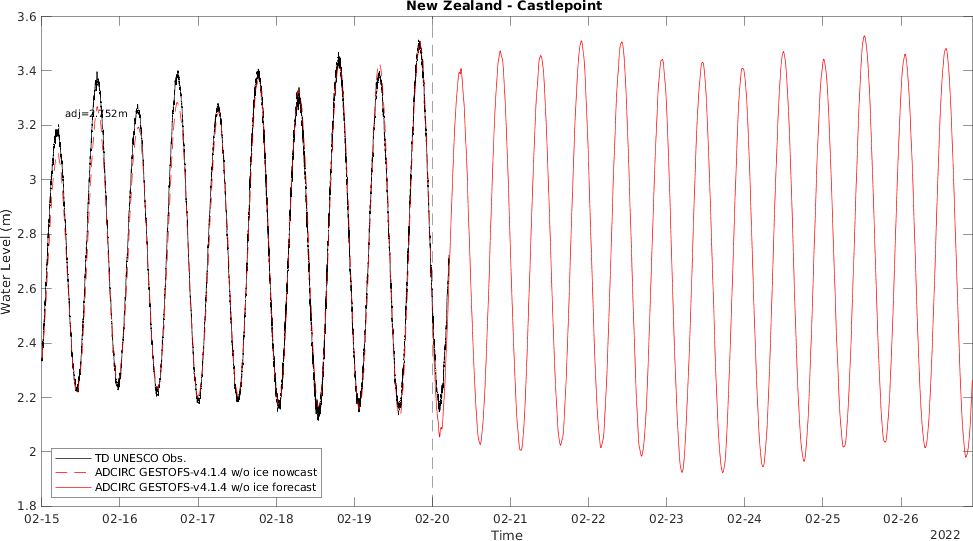 New Zealand - Castlepoint
3.6
3.4
3.2
3
2.8
2.6
2.4
2.2
2
1.8
Water Level (m)
adj=2.752m
TD UNESCO Obs.
ADCIRC GESTOFS-v4.1.4 w/o ice nowcast
ADCIRC GESTOFS-v4.1.4 w/o ice forecast
02-15 02-16 02-17 02-18 02-19 02-20 02-21 02-22 02-23 02-24 02-25 02-26
Time
2022